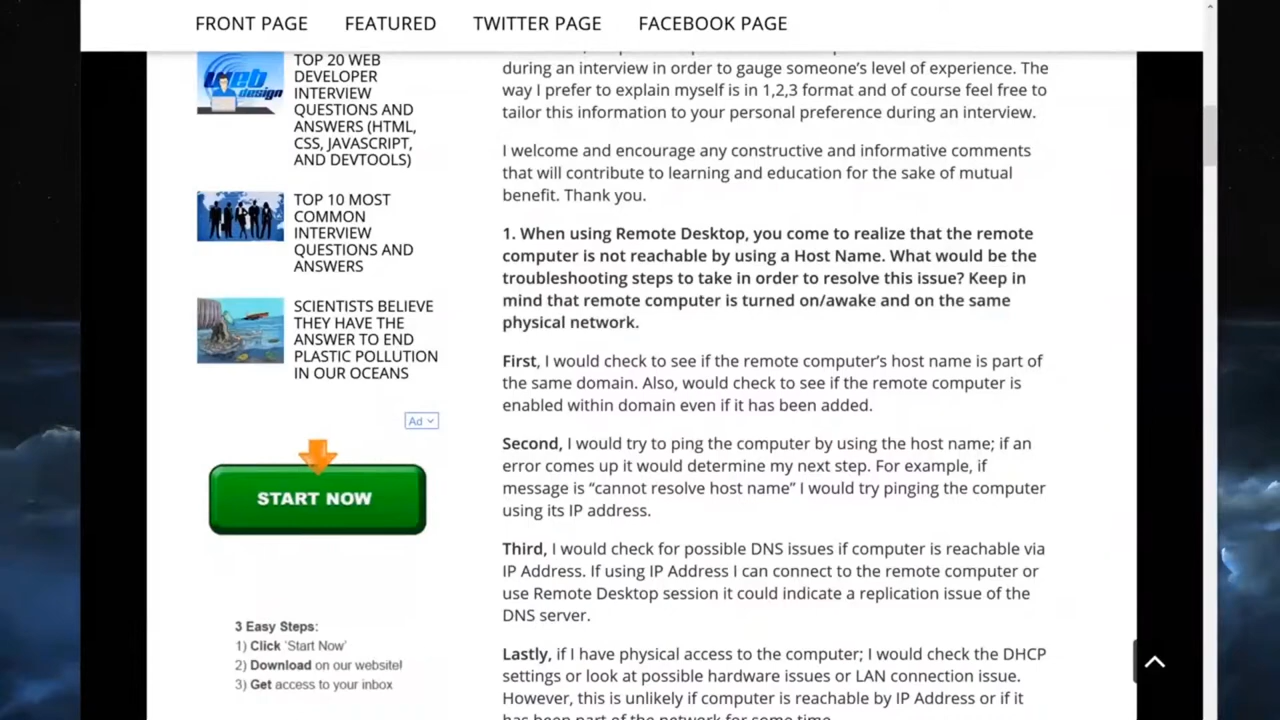 FRONT PAGE
FEATURED
TWITTER PAGE
FACEBOOK PAGE
TOP 20 WEB
DEVELOPER
INTERVIEW
QUESTIONS AND
ANSWERS (HTML,
CSS, JAVASCRIPT,
AND DEVTOOLS)
web
design
TOP 10 MOST
COMMON
INTERVIEW
QUESTIONS AND
ANSWERS
SCIENTISTS BELIEVE
THEY HAVE THE
ANSWER TO END
PLASTIC POLLUTION
IN OUR OCEANS
Ad
START NOW
3 Easy Steps:
1) Click 'Start Now'
2) Download on our website!
3) Get access to your inbox
during an interview in order to gauge someone's level of experience. The
way I prefer to explain myself is in 1,2,3 format and of course feel free to
tailor this information to your personal preference during an interview.
I welcome and encourage any constructive and informative comments
that will contribute to learning and education for the sake of mutual
benefit. Thank you.
1. When using Remote Desktop, you come to realize that the remote
computer is not reachable by using a Host Name. What would be the
troubleshooting steps to take in order to resolve this issue? Keep in
mind that remote computer is turned on/awake and on the same
physical network.
First, I would check to see if the remote computer's host name is part of
the same domain. Also, would check to see if the remote computer is
enabled within domain even if it has been added.
Second, I would try to ping the computer by using the host name; if an
error comes up it would determine my next step. For example, if
message is “cannot resolve host name” I would try pinging the computer
using its IP address.
Third, I would check for possible DNS issues if computer is reachable via
IP Address. If using IP Address I can connect to the remote computer or
use Remote Desktop session it could indicate a replication issue of the
DNS server.
Lastly, if I have physical access to the computer; I would check the DHCP
settings or look at possible hardware issues or LAN connection issue.
However, this is unlikely if computer is reachable by IP Address or if it
has been part of the network for some time.